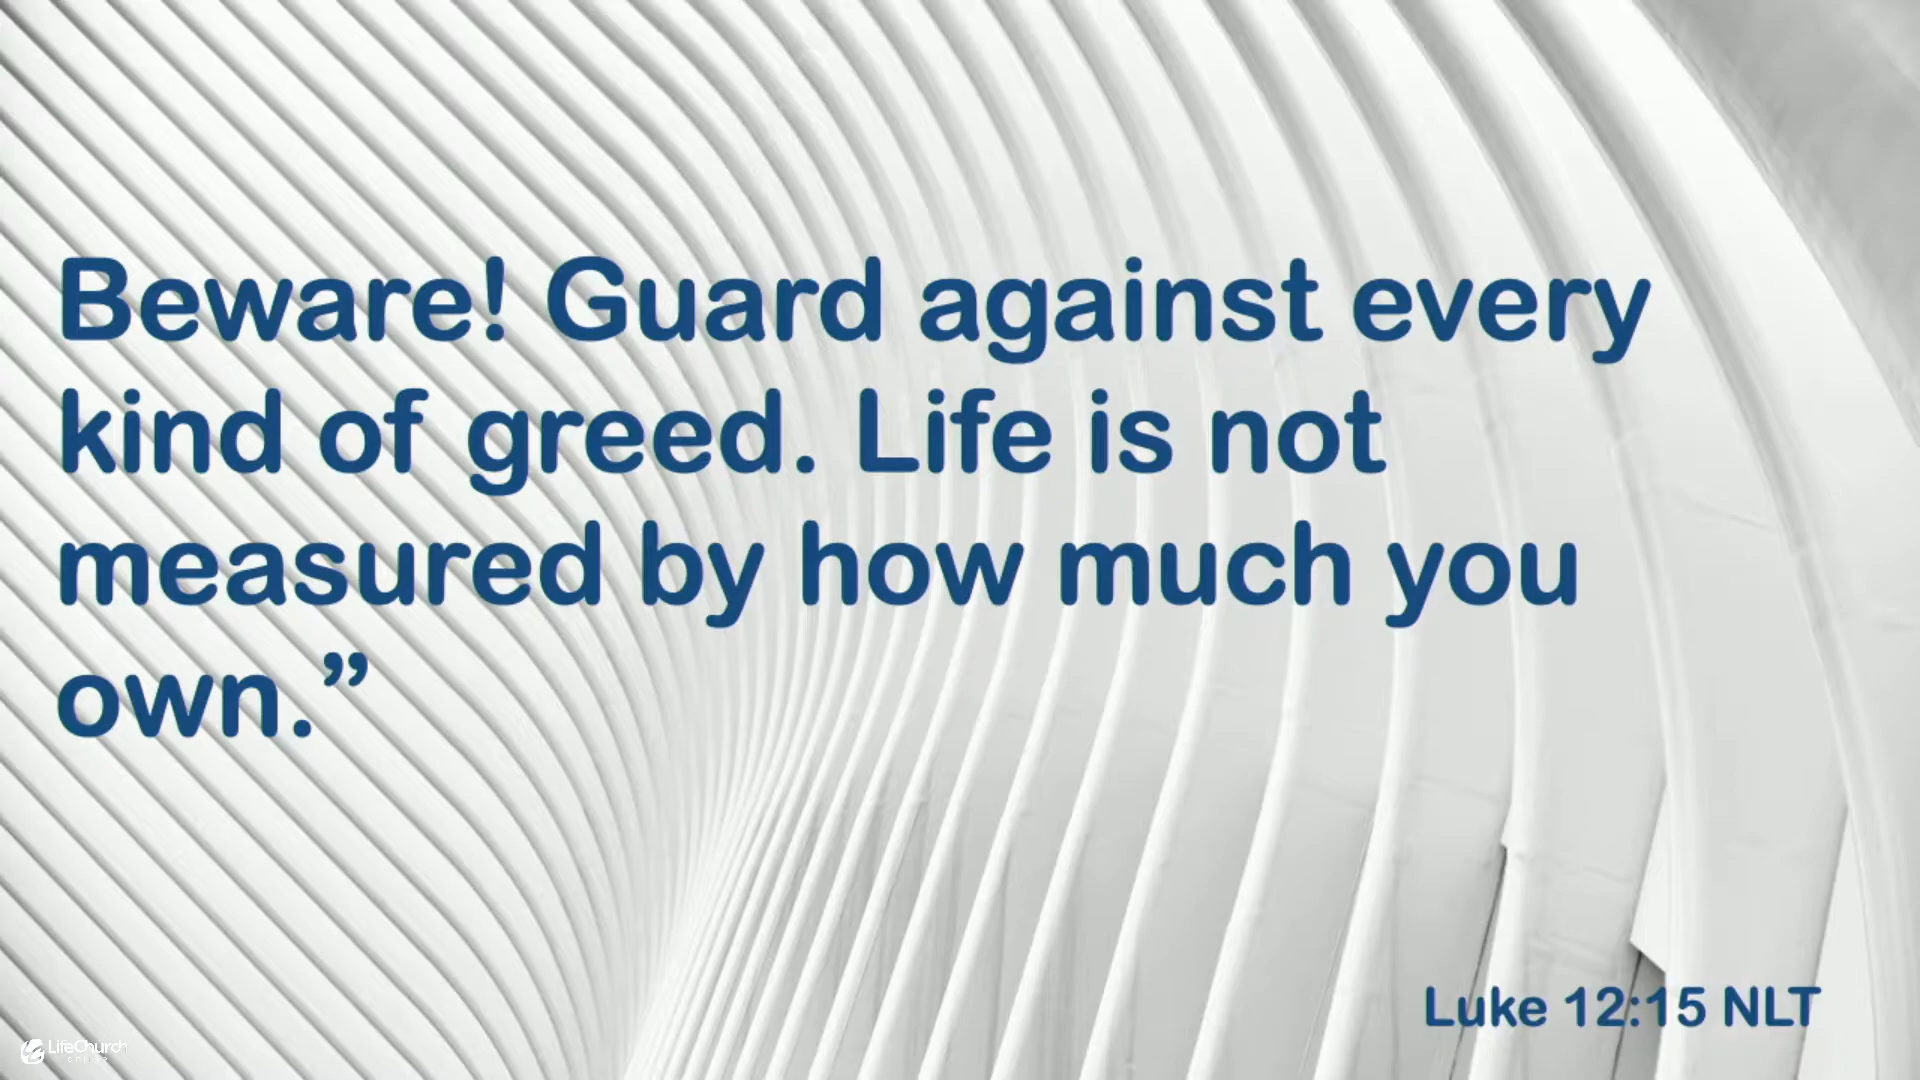 Beware! Guard against every
kind of greed. Life is not
measured by how much you
own.”
Luke 12:15 NLT
LifeChurch
online